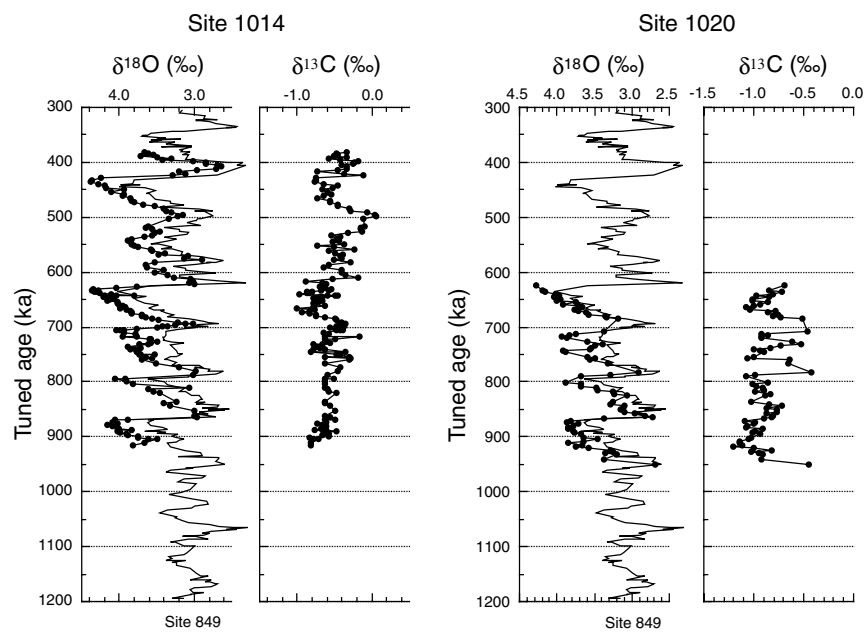 Site 1014
Site 1020
δ18O (‰)
δ13C (‰)
δ18O (‰)
δ13C (‰)
4.0 3.0
-1.0 0.0
4.5 4.0 3.5 3.0 2.5
-1.5 -1.0 -0.5 0.0
300
400
500
600
700
800
900
1000
1100
1200
Tuned age (ka)
Site 849
300
400
500
600
700
800
900
1000
1100
1200
Tuned age (ka)
Site 849